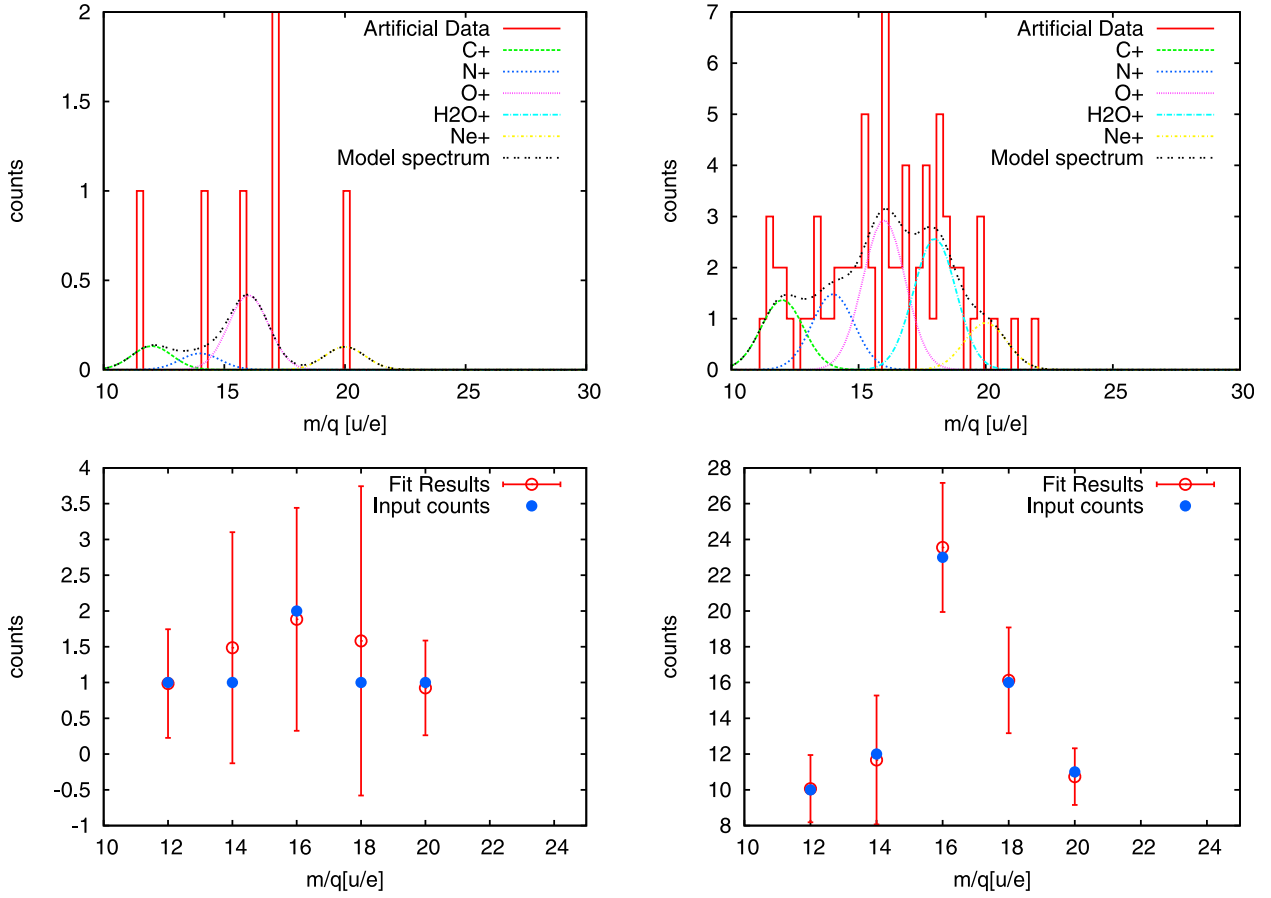 2
1.5
1
0.5
0
10
15
20
25
30
counts
m/q [u/e]
Artificial Data
C+
N+
O+
H2O+
Ne+
Model spectrum
7
6
5
4
3
2
1
0
10
15
20
25
30
counts
m/q [u/e]
Artificial Data
C+
N+
O+
H2O+
Ne+
Model spectrum
4
3.5
3
2.5
2
1.5
1
0.5
0
-0.5
-1
10
12
14
16
18
20
22
24
counts
m/q[u/e]
Fit Results
Input counts
28
26
24
22
20
18
16
14
12
10
8
10
12
14
16
18
20
22
24
counts
m/q[u/e]
Fit Results
Input counts